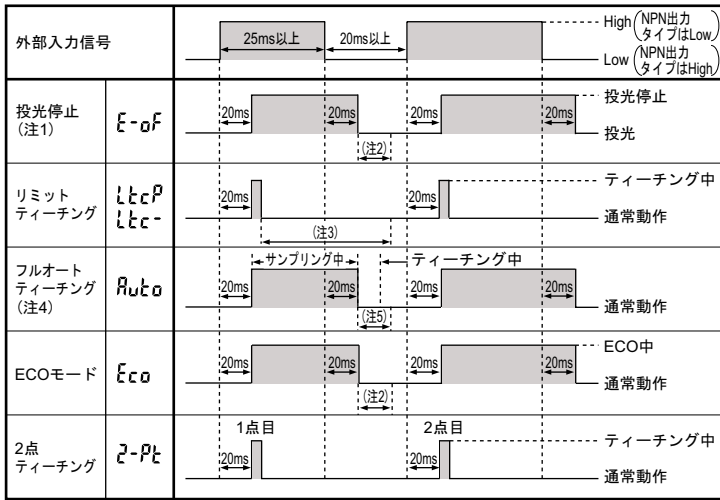 外部入力信号
25ms以上
20ms以上
High(NPN出力
タイプはLow)
Low(NPN出力
タイプはHigh)
投光停止
(注1)
E-oF
20ms
20ms
20ms
20ms
(注2)
投光停止
投光
リミット
ティーチング
LtcP
Ltc-
20ms
20ms
(注3)
ティーチング中
通常動作
フルオート
ティーチング
(注4)
Auto
サンプリング中
ティーチング中
20ms
20ms
20ms
20ms
(注5)
通常動作
ECOモード
Eco
20ms
20ms
20ms
20ms
(注2)
ECO中
通常動作
2点
ティーチング
2-Pt
1点目
2点目
20ms
20ms
ティーチング中
通常動作